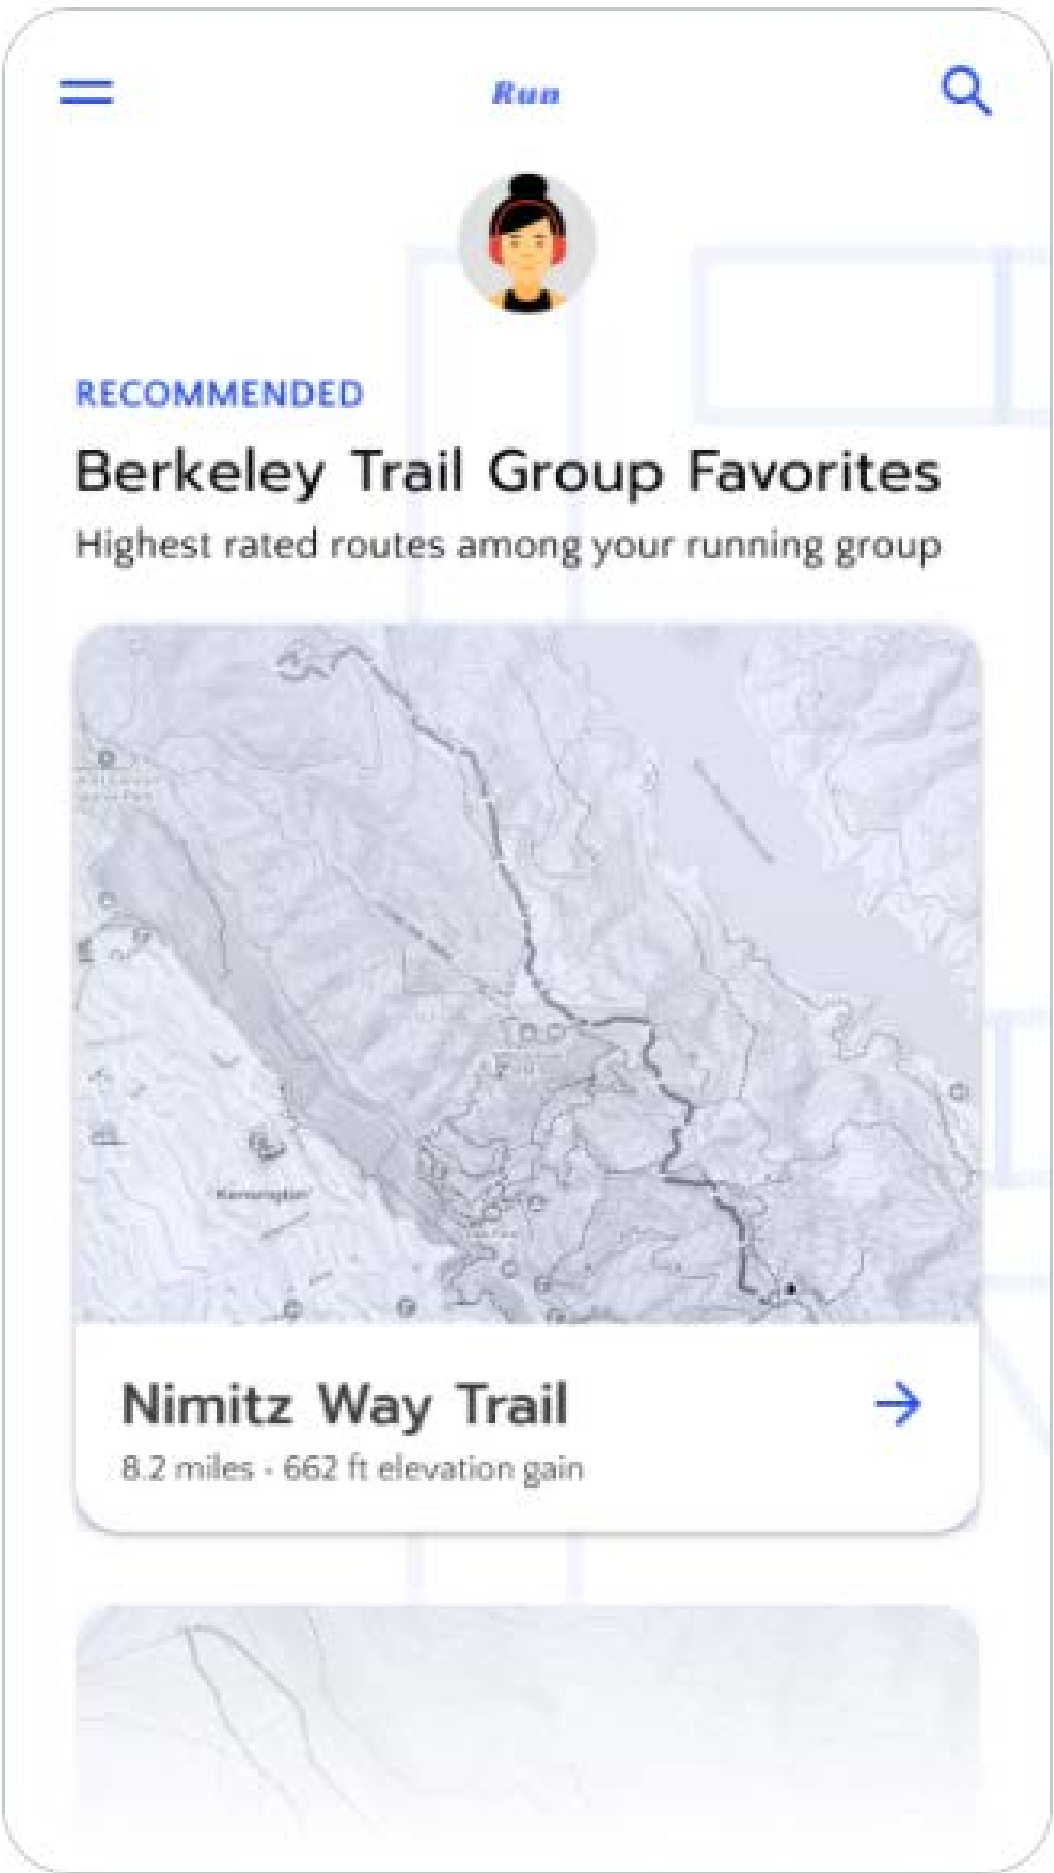 Run
RECOMMENDED
Berkeley Trail Group Favorites
Highest rated routes among your running group
Kensington
Nimitz Way Trail
8.2 miles - 662 ft elevation gain